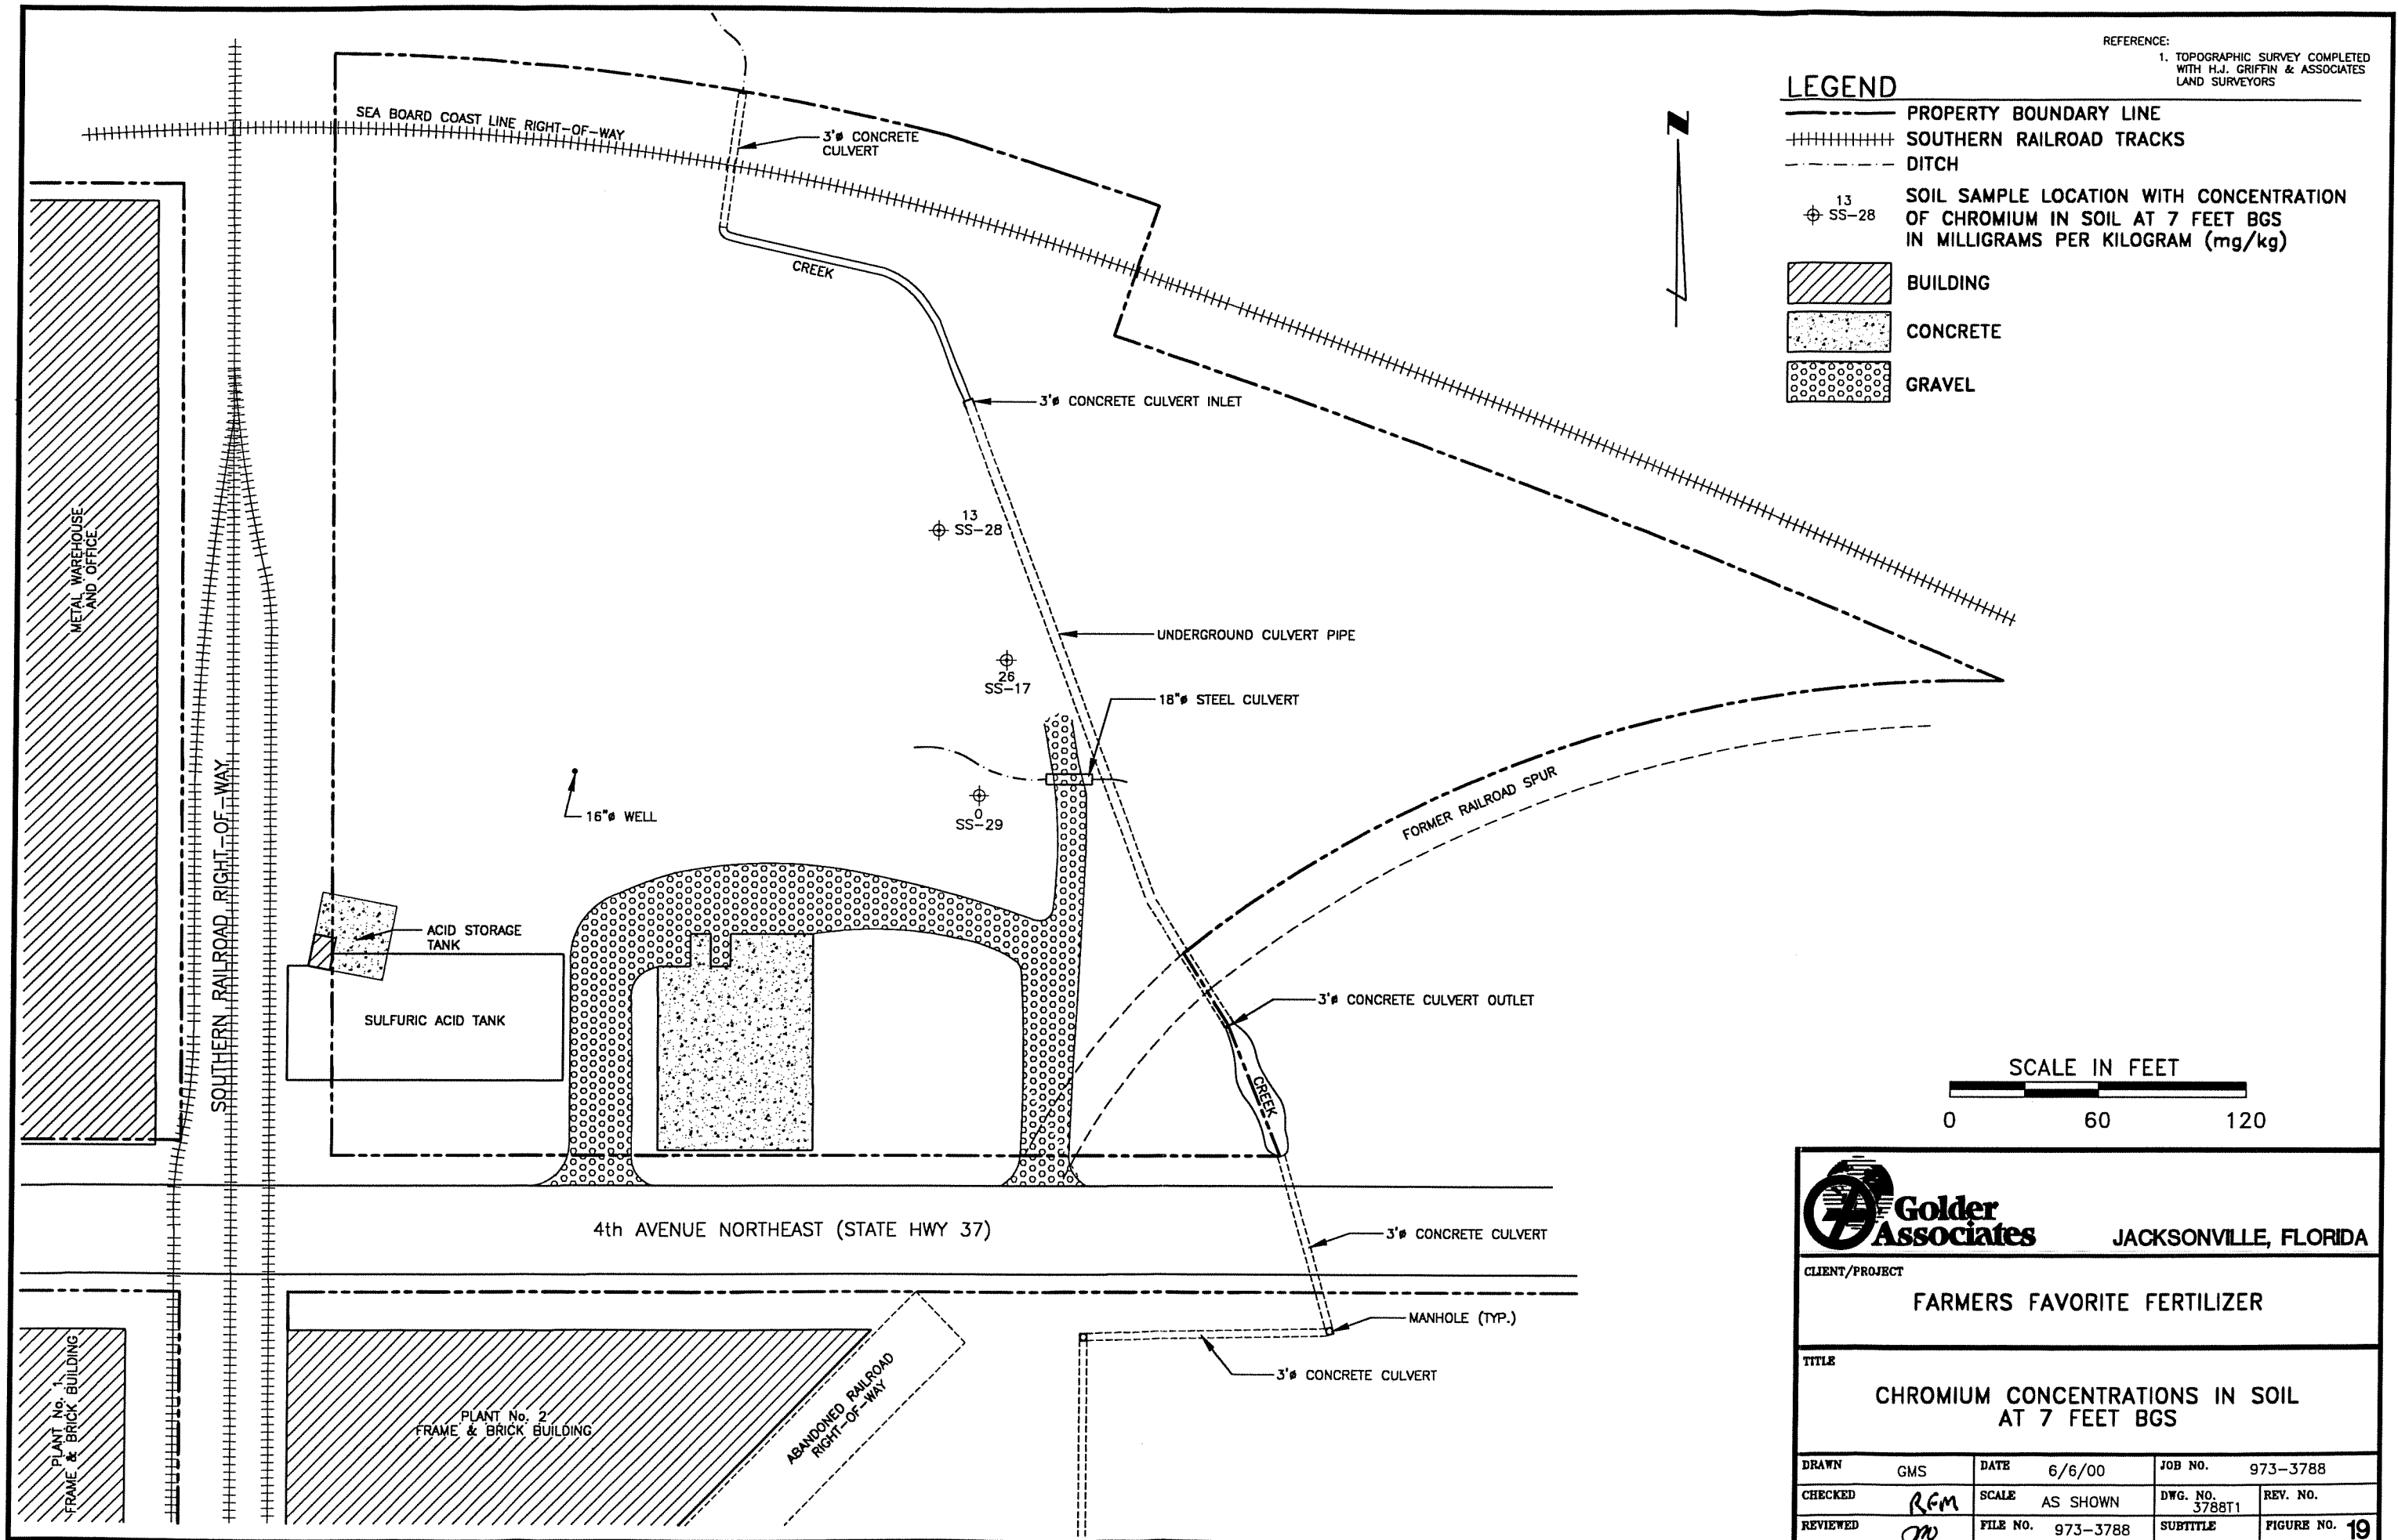 REFERENCE:
1. TOPOGRAPHIC SURVEY COMPLETED
WITH H.J. GRIFFIN & ASSOCIATES
LAND SURVEYORS
LEGEND
PROPERTY BOUNDARY LINE
SOUTHERN RAILROAD TRACKS
DITCH
13
SS-28
SOIL SAMPLE LOCATION WITH CONCENTRATION
OF CHROMIUM IN SOIL AT 7 FEET BGS
IN MILLIGRAMS PER KILOGRAM (mg/kg)
BUILDING
CONCRETE
GRAVEL
N
SEA BOARD COAST LINE RIGHT-OF-WAY
3'ø CONCRETE
CULVERT
CREEK
3'ø CONCRETE CULVERT INLET
13
SS-28
METAL WAREHOUSE
AND OFFICE
UNDERGROUND CULVERT PIPE
26
SS-17
18"ø STEEL CULVERT
16"ø WELL
0
SS-29
FORMER RAILROAD SPUR
SOUTHERN RAILROAD RIGHT-OF-WAY
ACID STORAGE
TANK
SULFURIC ACID TANK
3'ø CONCRETE CULVERT OUTLET
CREEK
SCALE IN FEET
0 60 120
4th AVENUE NORTHEAST (STATE HWY 37)
3'ø CONCRETE CULVERT
MANHOLE (TYP.)
3'ø CONCRETE CULVERT
PLANT No. 1
FRAME & BRICK BUILDING
PLANT No. 2
FRAME & BRICK BUILDING
ABANDONED RAILROAD
RIGHT-OF-WAY
Golder
Associates
JACKSONVILLE, FLORIDA
CLIENT/PROJECT
FARMERS FAVORITE FERTILIZER
TITLE
CHROMIUM CONCENTRATIONS IN SOIL
AT 7 FEET BGS
DRAWN GMS DATE 6/6/00 JOB NO. 973-3788
CHECKED RFM SCALE AS SHOWN DWG. NO. 3788T1 REV. NO.
REVIEWED FILE NO. 973-3788 SUBTITLE FIGURE NO. 19